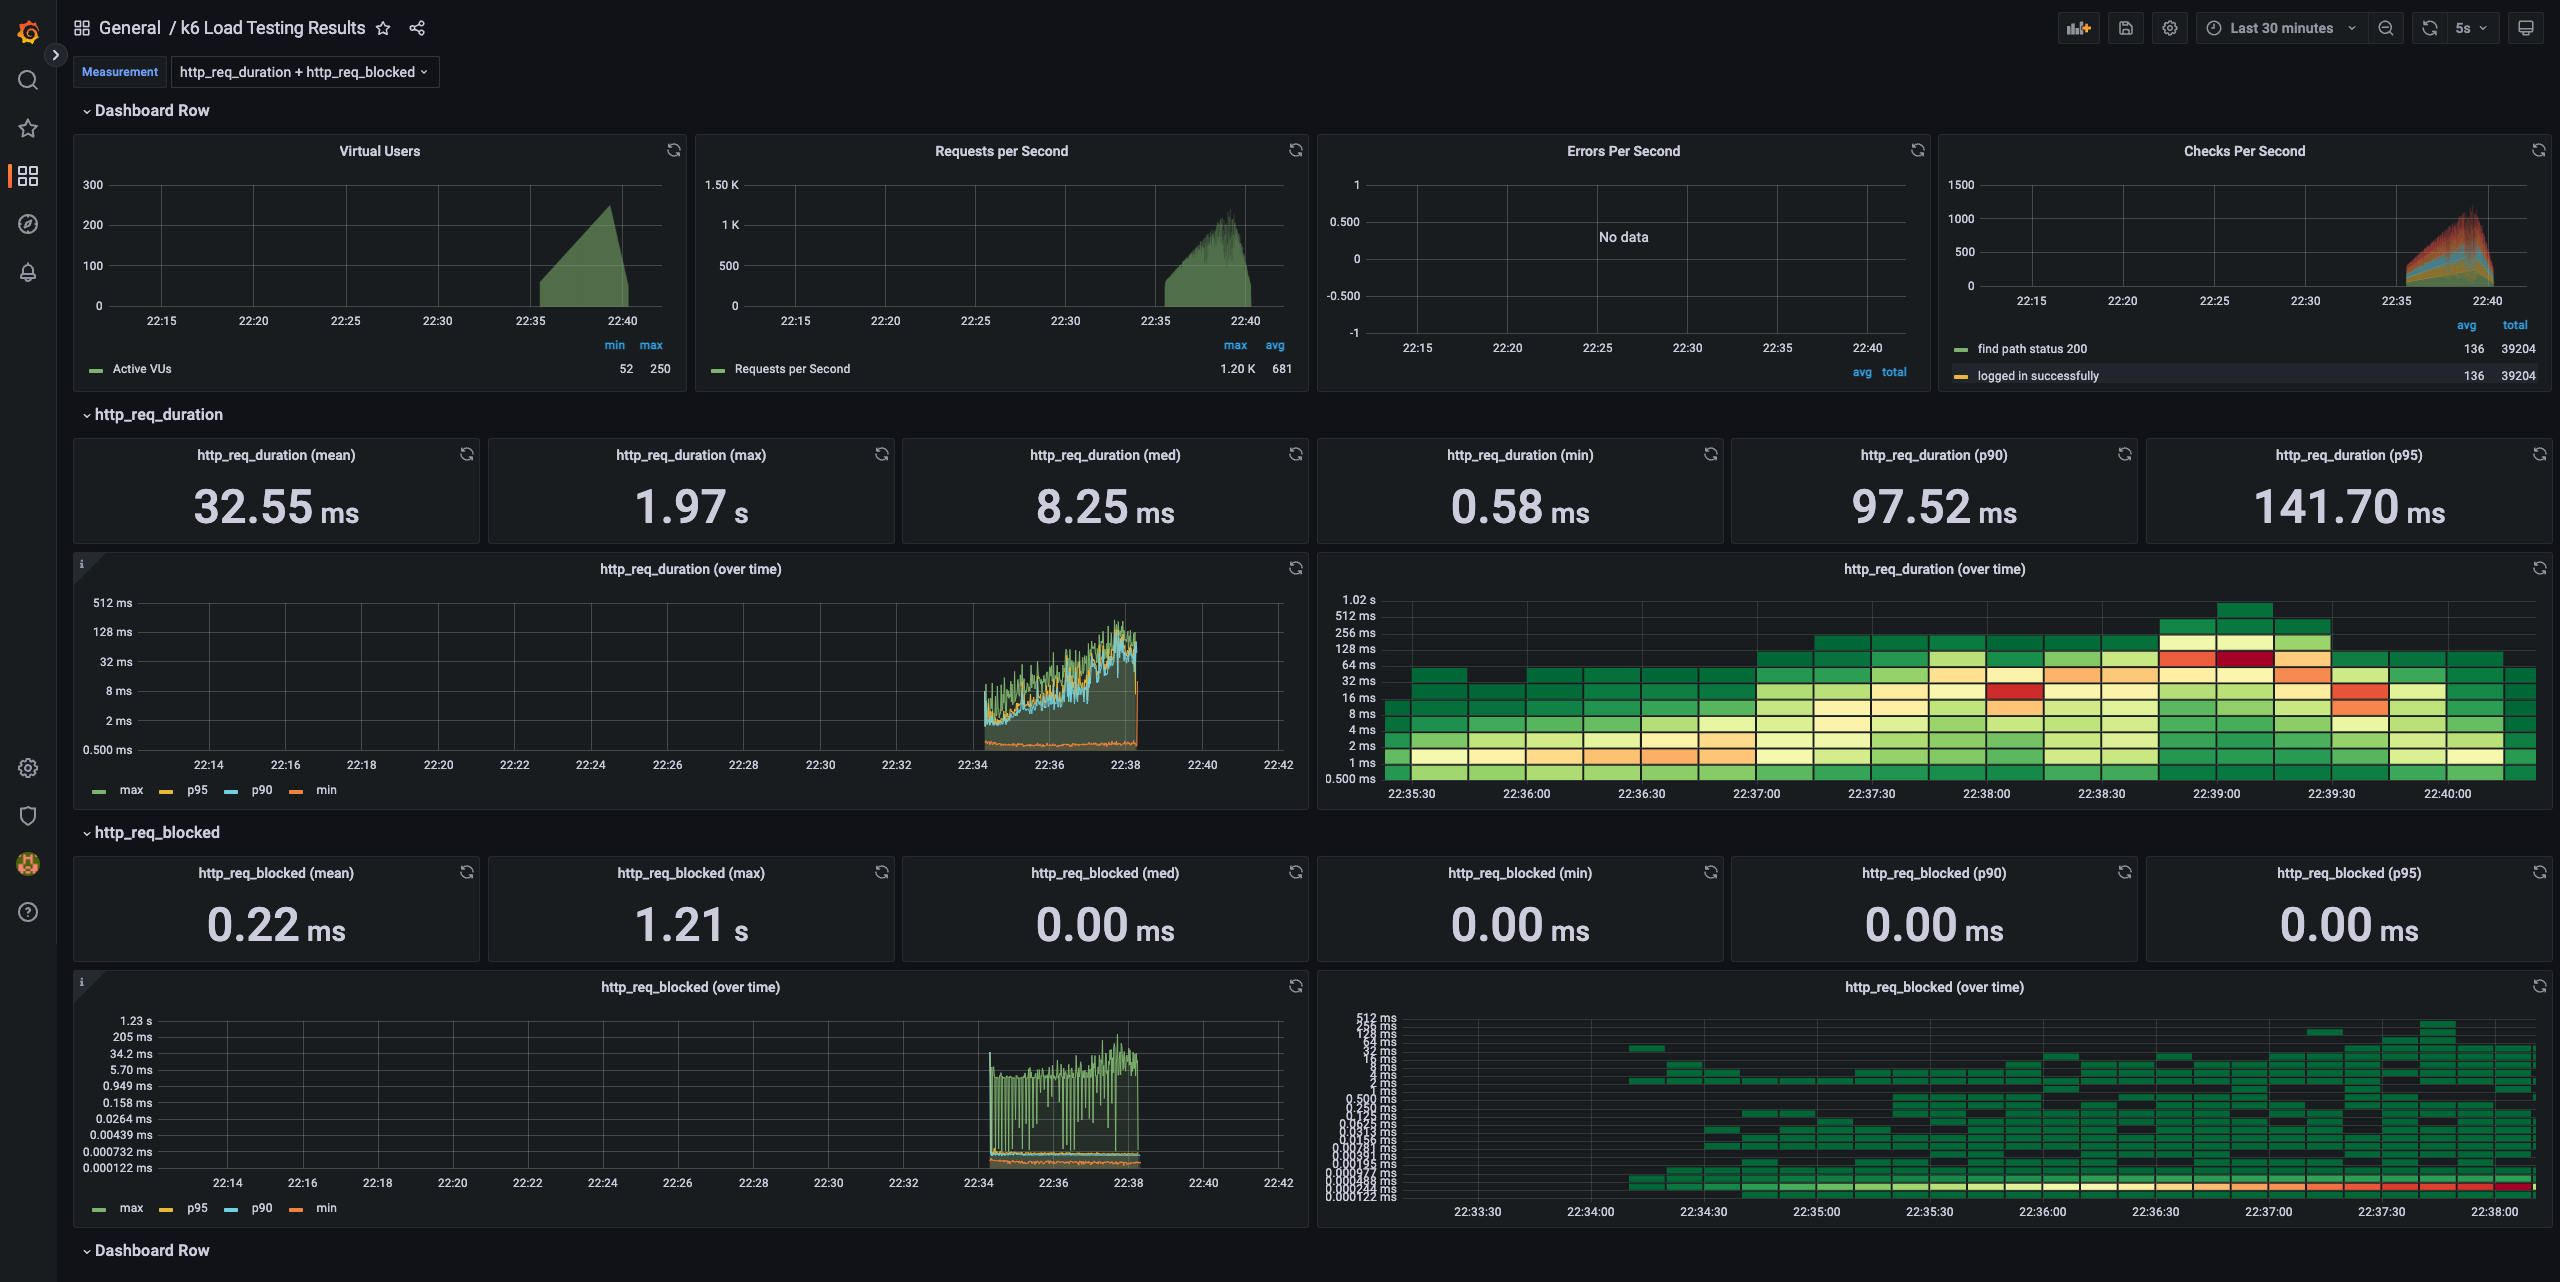 General / k6 Load Testing Results
Last 30 minutes
5s
Measurement
http_req_duration + http_req_blocked
Dashboard Row
Virtual Users
300
200
100
0
22:15 22:20 22:25 22:30 22:35 22:40
min max
Active VUs 52 250
Requests per Second
1.50 K
1 K
500
0
22:15 22:20 22:25 22:30 22:35 22:40
max avg
Requests per Second 1.20 K 681
Errors Per Second
1
0.500
No data
0
-0.500
-1
22:15 22:20 22:25 22:30 22:35 22:40
avg total
Checks Per Second
1500
1000
500
0
22:15 22:20 22:25 22:30 22:35 22:40
avg total
find path status 200 136 39204
logged in successfully 136 39204
http_req_duration
http_req_duration (mean)
32.55 ms
http_req_duration (max)
1.97 s
http_req_duration (med)
8.25 ms
http_req_duration (min)
0.58 ms
http_req_duration (p90)
97.52 ms
http_req_duration (p95)
141.70 ms
i
http_req_duration (over time)
512 ms
128 ms
32 ms
8 ms
2 ms
0.500 ms
22:14 22:16 22:18 22:20 22:22 22:24 22:26 22:28 22:30 22:32 22:34 22:36 22:38 22:40 22:42
max p95 p90 min
http_req_duration (over time)
1.02 s
512 ms
256 ms
128 ms
64 ms
32 ms
16 ms
8 ms
4 ms
2 ms
1 ms
0.500 ms
22:35:30 22:36:00 22:36:30 22:37:00 22:37:30 22:38:00 22:38:30 22:39:00 22:39:30 22:40:00
http_req_blocked
http_req_blocked (mean)
0.22 ms
http_req_blocked (max)
1.21 s
http_req_blocked (med)
0.00 ms
http_req_blocked (min)
0.00 ms
http_req_blocked (p90)
0.00 ms
http_req_blocked (p95)
0.00 ms
i
http_req_blocked (over time)
1.23 s
205 ms
34.2 ms
5.70 ms
0.949 ms
0.158 ms
0.0264 ms
0.00439 ms
0.000732 ms
0.000122 ms
22:14 22:16 22:18 22:20 22:22 22:24 22:26 22:28 22:30 22:32 22:34 22:36 22:38 22:40 22:42
max p95 p90 min
http_req_blocked (over time)
512 ms
256 ms
128 ms
64 ms
32 ms
16 ms
8 ms
4 ms
2 ms
1 ms
0.500 ms
0.250 ms
0.125 ms
0.0625 ms
0.0313 ms
0.0156 ms
0.00781 ms
0.00391 ms
0.00195 ms
0.000977 ms
0.000488 ms
0.000244 ms
0.000122 ms
22:33:30 22:34:00 22:34:30 22:35:00 22:35:30 22:36:00 22:36:30 22:37:00 22:37:30 22:38:00
Dashboard Row